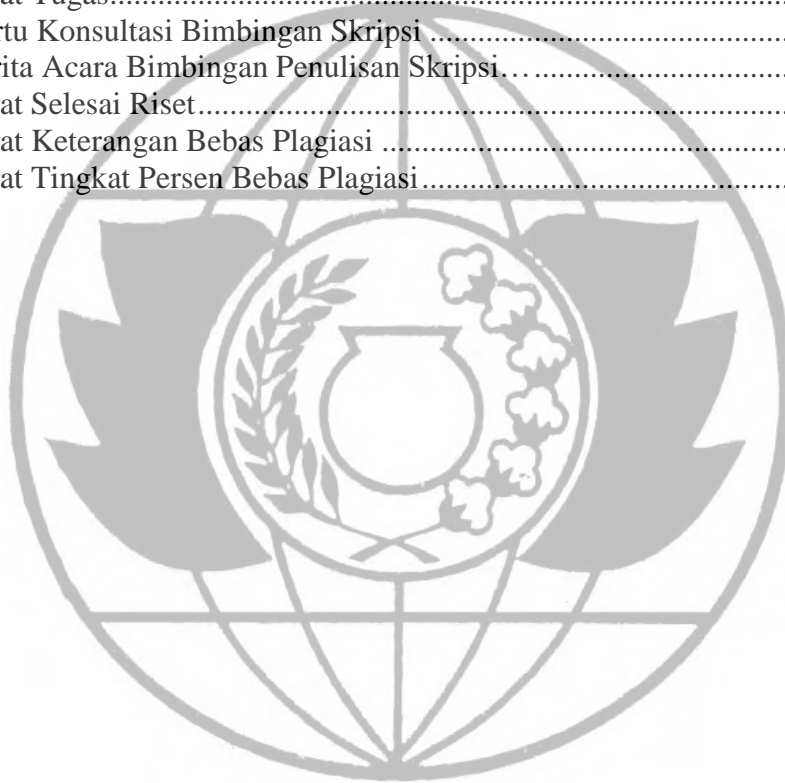 at Tugas....................................................................................
rtu Konsultasi Bimbingan Skripsi ..........................................
rita Acara Bimbingan Penulisan Skripsi… ............................
at Selesai Riset........................................................................
at Keterangan Bebas Plagiasi ................................................
at Tingkat Persen Bebas Plagiasi...........................................